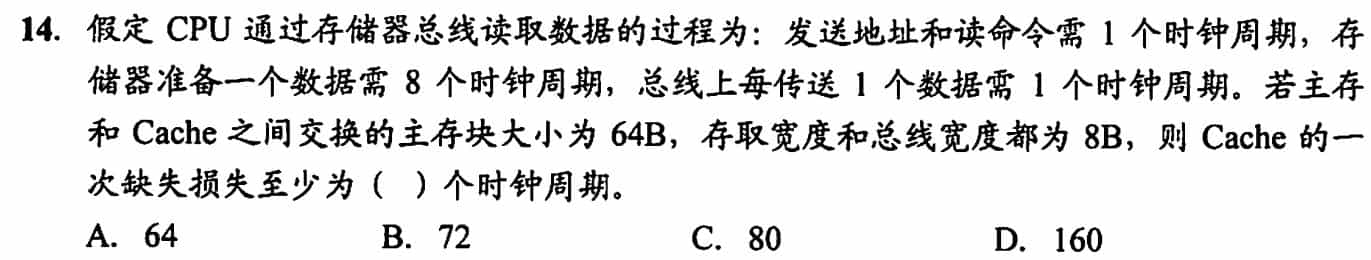 14. 假定 CPU 通过存储器总线读取数据的过程为：发送地址和读命令需 1 个时钟周期，存
储器准备一个数据需 8 个时钟周期，总线上每传送 1 个数据需 1 个时钟周期。若主存
和 Cache 之间交换的主存块大小为 64B，存取宽度和总线宽度都为 8B，则 Cache 的一
次缺失损失至少为（ ）个时钟周期。
A. 64 B. 72 C. 80 D. 160